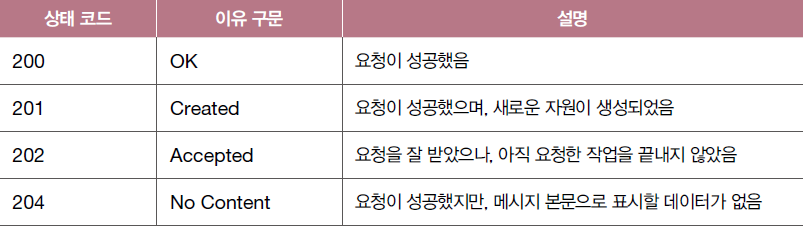 상태 코드 이유 구문 설명
200 OK 요청이 성공했음
201 Created 요청이 성공했으며, 새로운 자원이 생성되었음
202 Accepted 요청을 잘 받았으나, 아직 요청한 작업을 끝내지 않았음
204 No Content 요청이 성공했지만, 메시지 본문으로 표시할 데이터가 없음